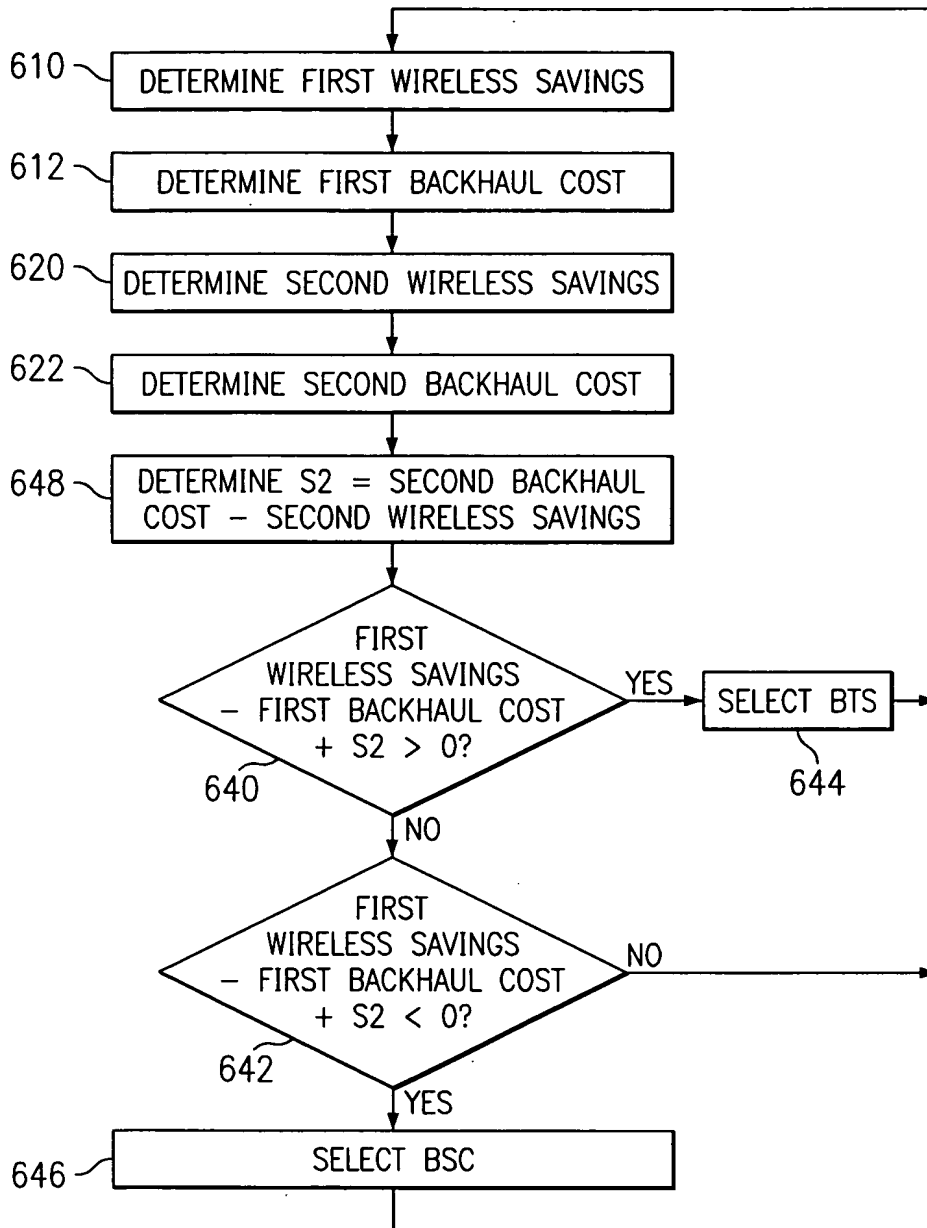 610
DETERMINE FIRST WIRELESS SAVINGS
612
DETERMINE FIRST BACKHAUL COST
620
DETERMINE SECOND WIRELESS SAVINGS
622
DETERMINE SECOND BACKHAUL COST
648
DETERMINE S2 = SECOND BACKHAUL
COST – SECOND WIRELESS SAVINGS
FIRST
WIRELESS SAVINGS
– FIRST BACKHAUL COST
+ S2 > 0?
640
YES
SELECT BTS
644
NO
FIRST
WIRELESS SAVINGS
– FIRST BACKHAUL COST
+ S2 < 0?
642
NO
YES
646
SELECT BSC